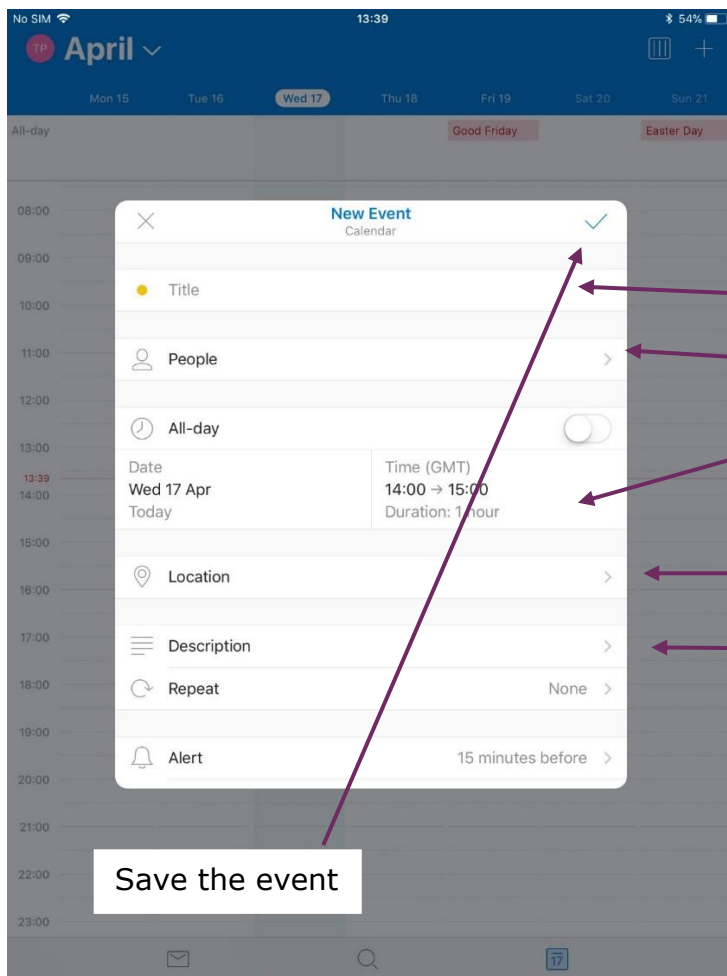 No SIM 13:39 54%
TP April
Mon 15 Tue 16 Wed 17 Thu 18 Fri 19 Sat 20 Sun 21
All-day Good Friday Easter Day
08:00
New Event
Calendar
09:00
Title
10:00
11:00
People
12:00
All-day
13:00
Date Time (GMT)
13:39
Wed 17 Apr 14:00 → 15:00
14:00
Today Duration: 1 hour
15:00
Location
16:00
17:00
Description
18:00
Repeat None
19:00
Alert 15 minutes before
20:00
21:00
22:00
Save the event
23:00
17